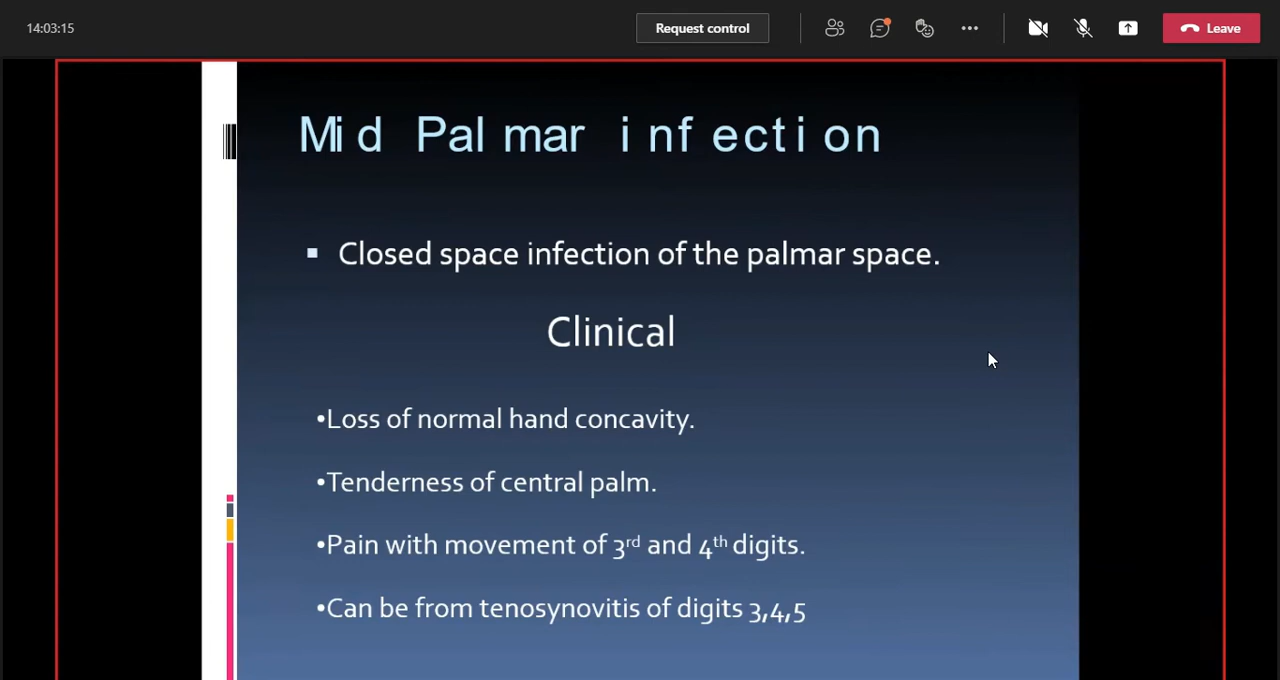 14:03:15
Request control
Leave
Mid Palmar infection
▪ Closed space infection of the palmar space.
Clinical
•Loss of normal hand concavity.
•Tenderness of central palm.
•Pain with movement of 3rd and 4th digits.
•Can be from tenosynovitis of digits 3,4,5